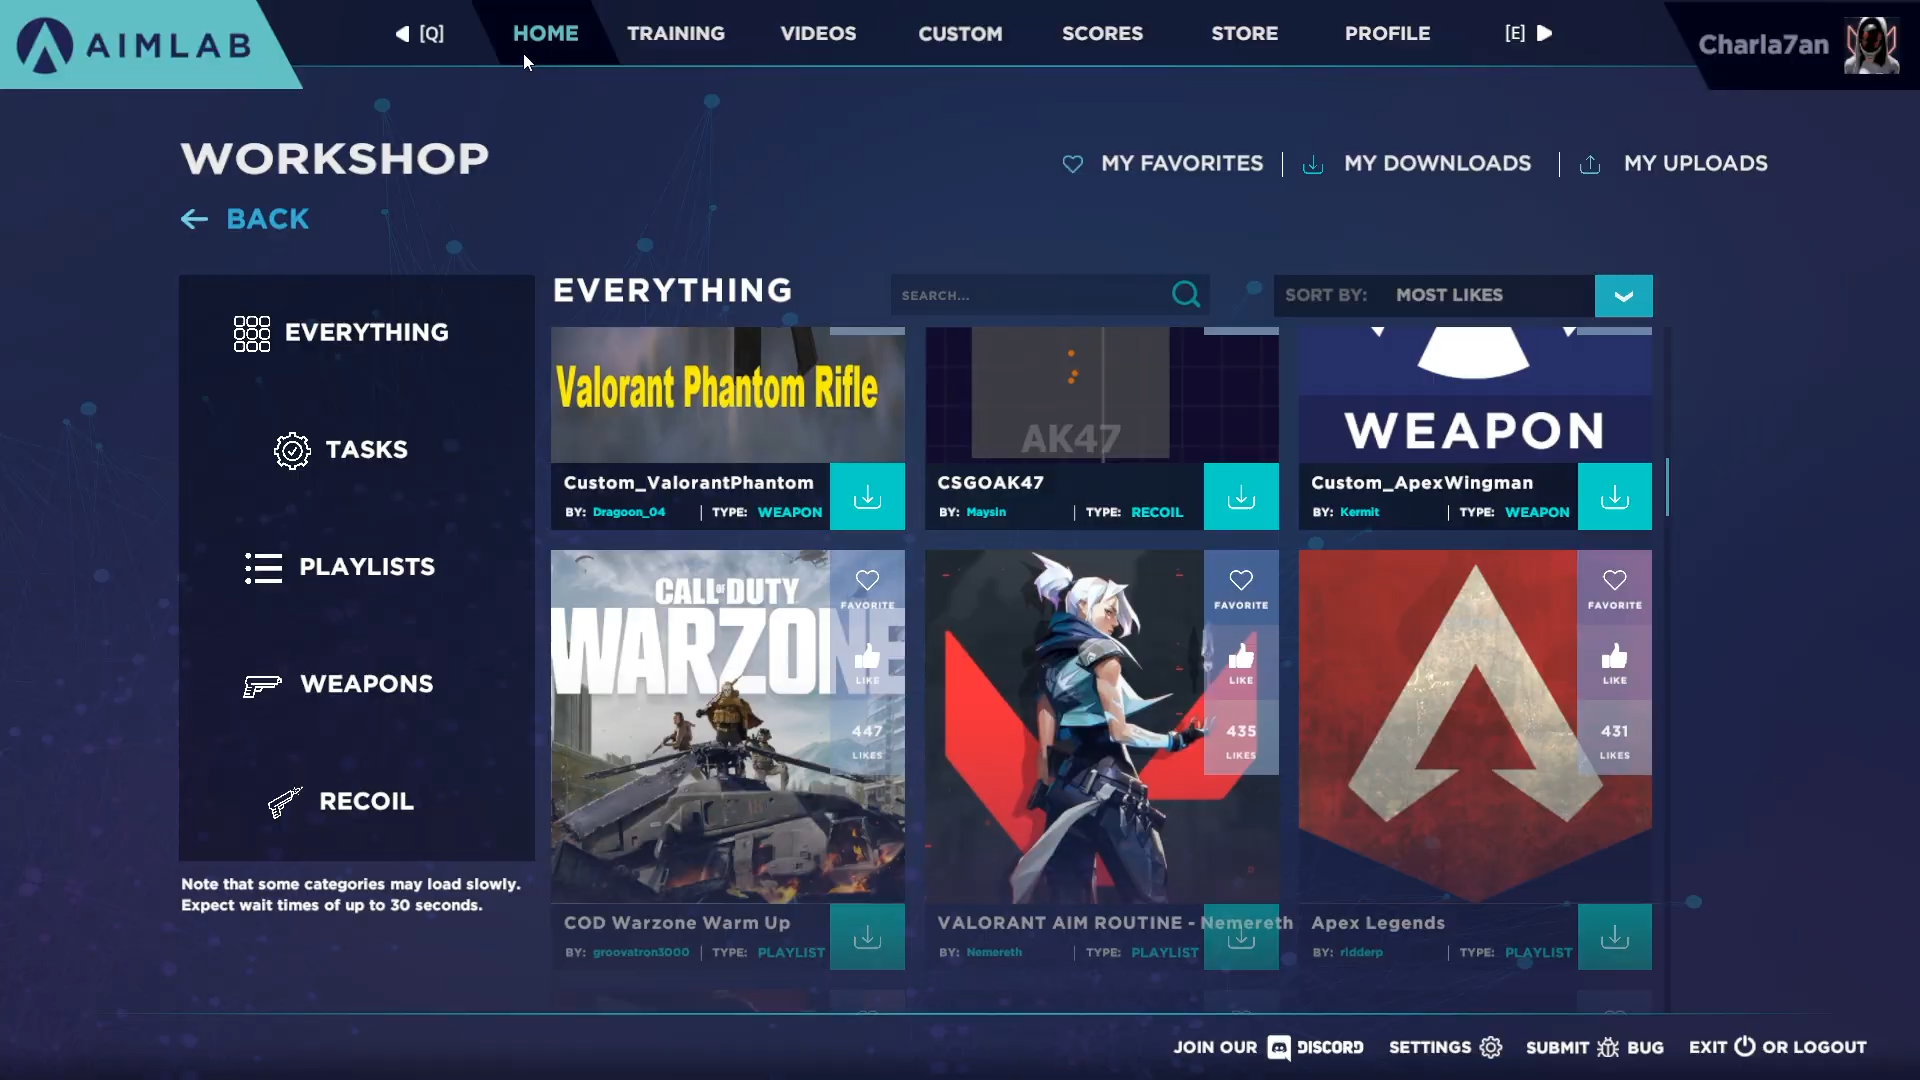 AIMLAB
[Q]
HOME
TRAINING
VIDEOS
CUSTOM
SCORES
STORE
PROFILE
[E]
Charla7an
WORKSHOP
MY FAVORITES
MY DOWNLOADS
MY UPLOADS
BACK
EVERYTHING
TASKS
PLAYLISTS
WEAPONS
RECOIL
Note that some categories may load slowly.
Expect wait times of up to 30 seconds.
EVERYTHING
SEARCH...
SORT BY: MOST LIKES
Valorant Phantom Rifle
Custom_ValorantPhantom
BY: Dragoon_04 | TYPE: WEAPON
AK47
CSGOAK47
BY: Maysin | TYPE: RECOIL
WEAPON
Custom_ApexWingman
BY: Kermit | TYPE: WEAPON
CALL OF DUTY
WARZONE
FAVORITE
LIKE
447
LIKES
COD Warzone Warm Up
BY: groovatron3000 | TYPE: PLAYLIST
FAVORITE
LIKE
435
LIKES
VALORANT AIM ROUTINE - Nemereth
BY: Nemereth | TYPE: PLAYLIST
FAVORITE
LIKE
431
LIKES
Apex Legends
BY: ridderp | TYPE: PLAYLIST
JOIN OUR DISCORD
SETTINGS
SUBMIT BUG
EXIT OR LOGOUT